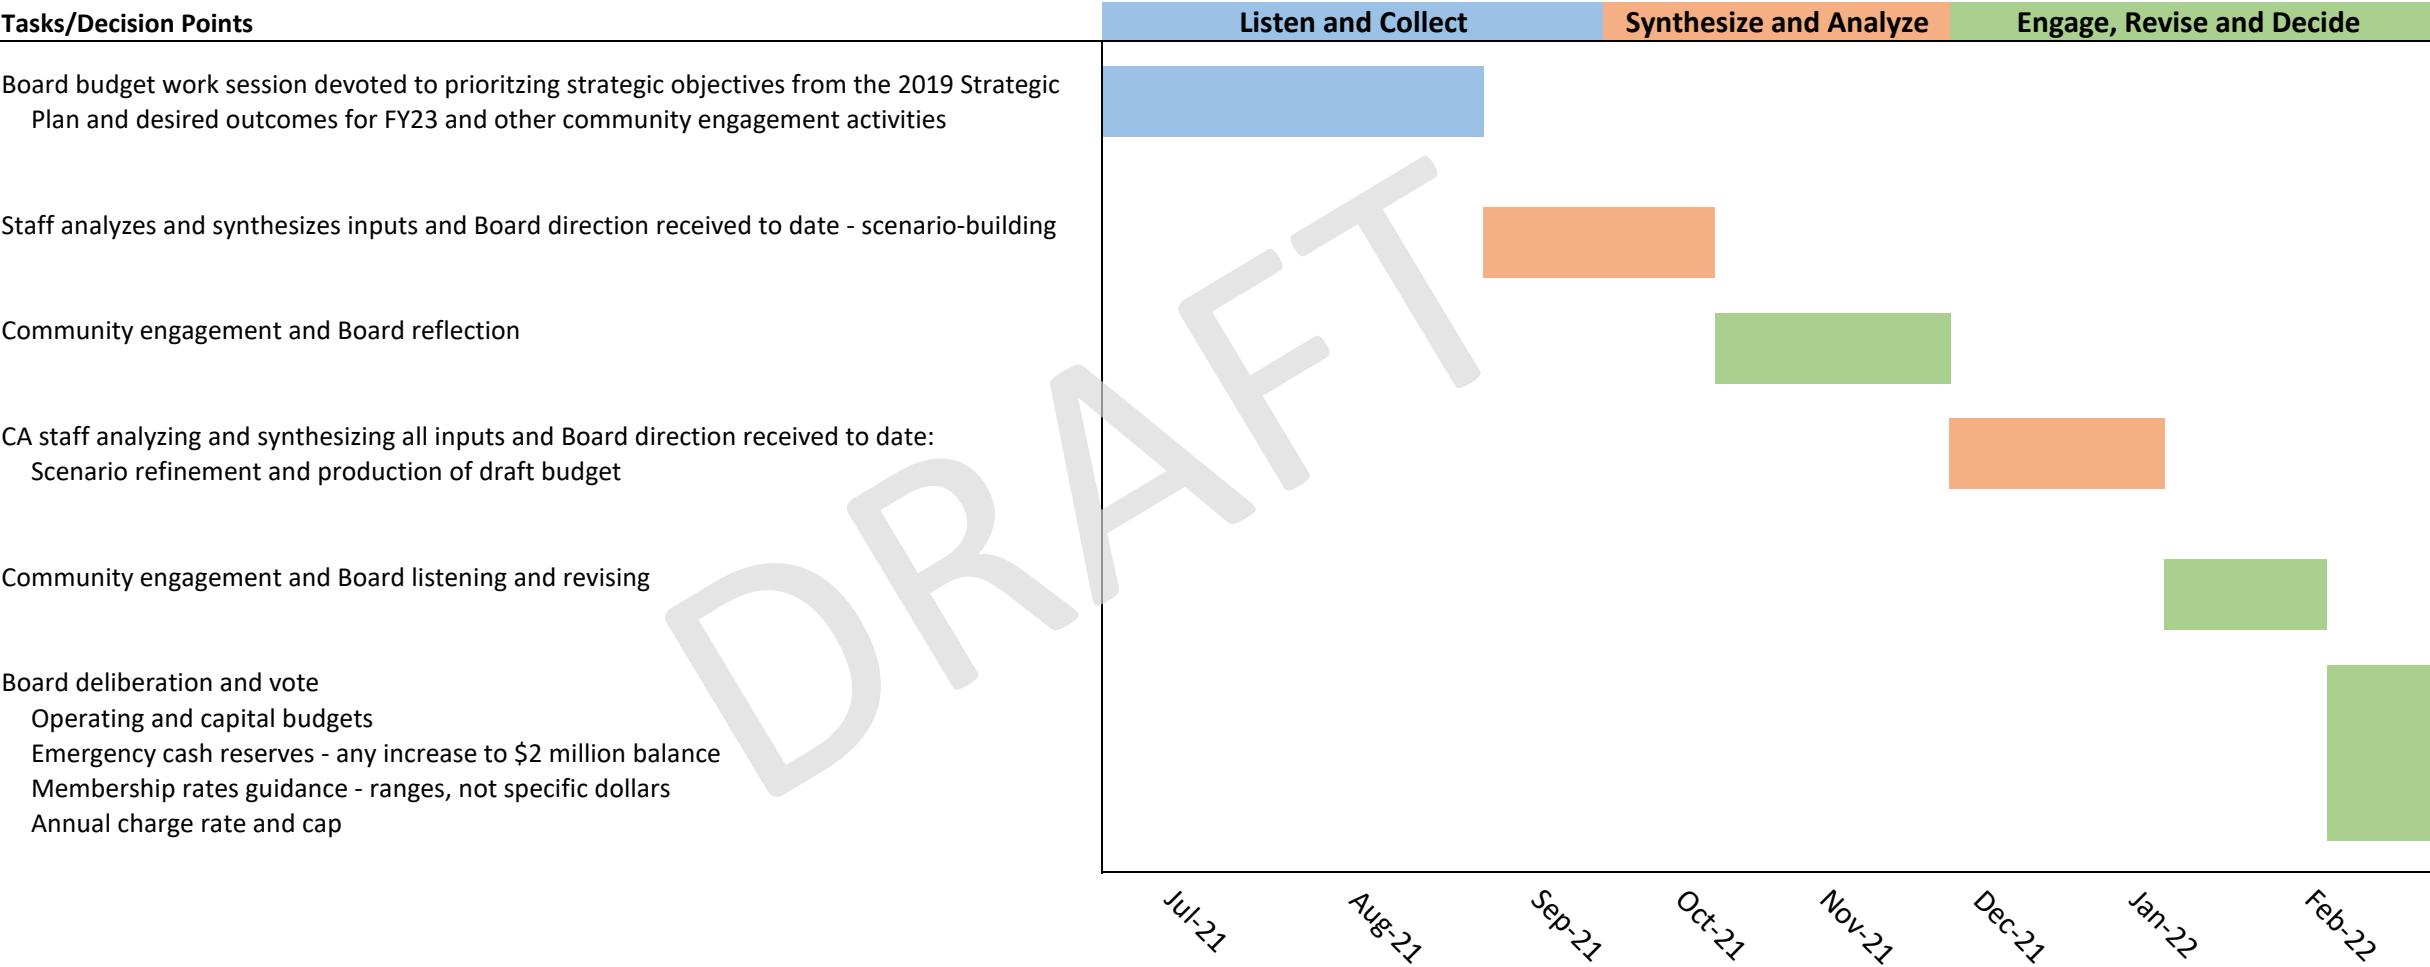 Tasks/Decision Points
Listen and Collect
Synthesize and Analyze
Engage, Revise and Decide
Board budget work session devoted to prioritzing strategic objectives from the 2019 Strategic
Plan and desired outcomes for FY23 and other community engagement activities
Staff analyzes and synthesizes inputs and Board direction received to date - scenario-building
Community engagement and Board reflection
CA staff analyzing and synthesizing all inputs and Board direction received to date:
Scenario refinement and production of draft budget
Community engagement and Board listening and revising
Board deliberation and vote
Operating and capital budgets
Emergency cash reserves - any increase to $2 million balance
Membership rates guidance - ranges, not specific dollars
Annual charge rate and cap
DRAFT
Jul-21
Aug-21
Sep-21
Oct-21
Nov-21
Dec-21
Jan-22
Feb-22